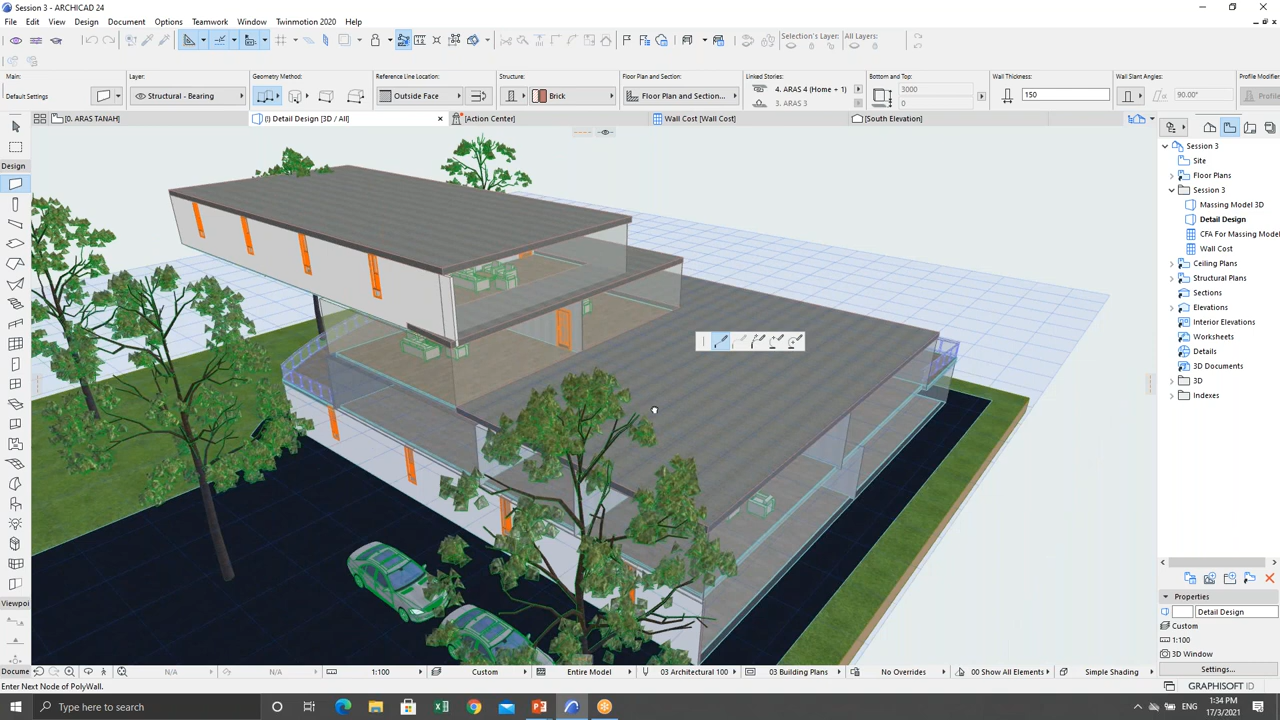 Session 3 - ARCHICAD 24
File Edit View Design Document Options Teamwork Window Twinmotion 2020 Help
Selection's Layer:
All Layers:
Main:
Layer:
Geometry Method:
Reference Line Location:
Structure:
Floor Plan and Section:
Linked Stories:
Bottom and Top:
Wall Thickness:
Wall Slant Angles:
Profile Modifier
Default Settings
Structural - Bearing
Outside Face
Brick
Floor Plan and Section...
4. ARAS 4 (Home + 1)
3. ARAS 3
3000
0
150
90.00°
Profile
[0. ARAS TANAH]
(!) Detail Design [3D / All]
[Action Center]
Wall Cost [Wall Cost]
[South Elevation]
Design
Viewpoi
Docume
Session 3
Site
Floor Plans
Session 3
Massing Model 3D
Detail Design
CFA For Massing Model
Wall Cost
Ceiling Plans
Structural Plans
Sections
Elevations
Interior Elevations
Worksheets
Details
3D Documents
3D
Indexes
Properties
Detail Design
Custom
1:100
3D Window
Settings...
GRAPHISOFT ID
N/A
N/A
1:100
Custom
Entire Model
03 Architectural 100
03 Building Plans
No Overrides
00 Show All Elements
Simple Shading
Enter Next Node of PolyWall.
Type here to search
ENG
1:34 PM
17/3/2021